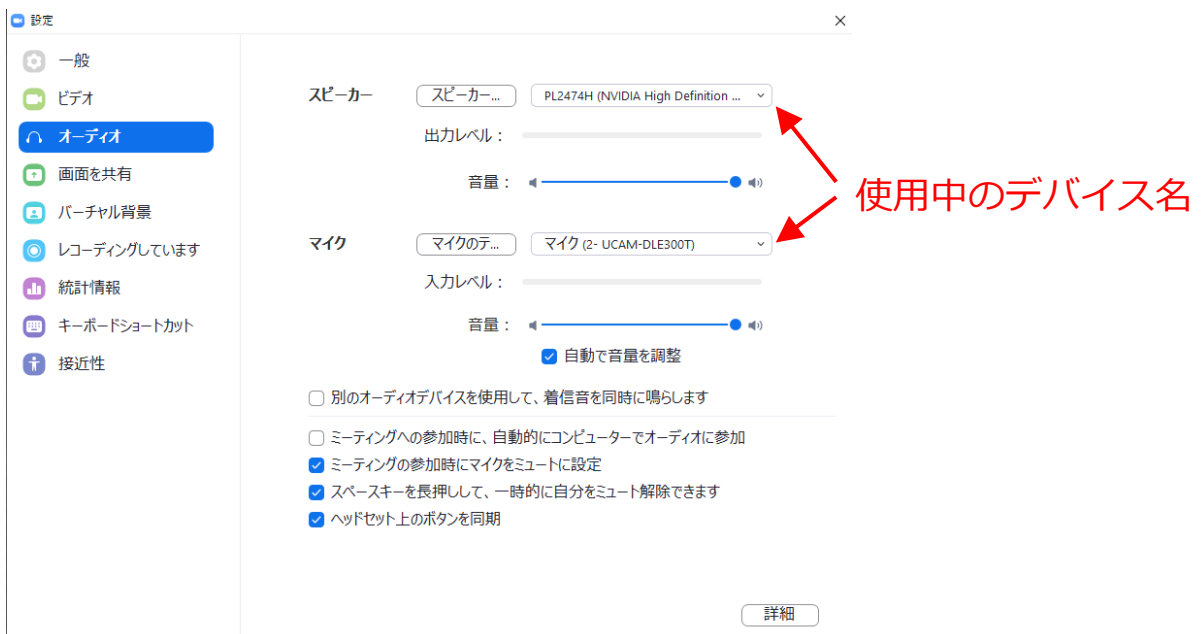 設定
一般
ビデオ
オーディオ
画面を共有
バーチャル背景
レコーディングしています
統計情報
キーボードショートカット
接近性
スピーカー
スピーカー...
PL2474H (NVIDIA High Definition ...
出力レベル：
音量：
マイク
マイクのテ...
マイク (2- UCAM-DLE300T)
入力レベル：
音量：
自動で音量を調整
別のオーディオデバイスを使用して、着信音を同時に鳴らします
ミーティングへの参加時に、自動的にコンピューターでオーディオに参加
ミーティングの参加時にマイクをミュートに設定
スペースキーを長押しして、一時的に自分をミュート解除できます
ヘッドセット上のボタンを同期
詳細
使用中のデバイス名